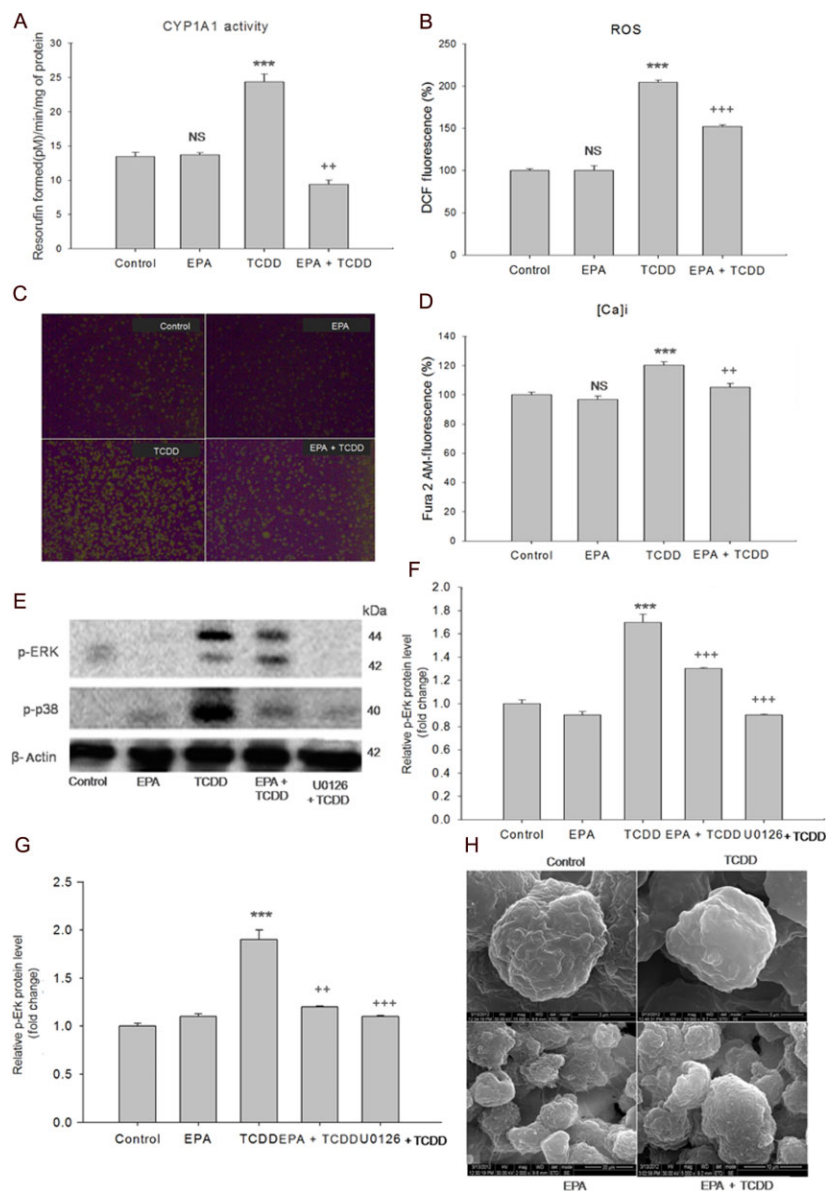 A
CYP1A1 activity
Resorufin formed(pM)/min/mg of protein
30
25
20
15
10
5
0
NS
***
++
Control EPA TCDD EPA + TCDD
B
ROS
DCF fluorescence (%)
250
200
150
100
50
0
NS
***
+++
Control EPA TCDD EPA + TCDD
C
Control
EPA
TCDD
EPA + TCDD
D
[Ca]i
Fura 2 AM-fluorescence (%)
140
120
100
80
60
40
20
0
NS
***
++
Control EPA TCDD EPA + TCDD
E
kDa
p-ERK
44
42
p-p38
40
β-Actin
42
Control EPA TCDD EPA + TCDD U0126 +TCDD
F
Relative p-Erk protein level
(fold change)
1.8
1.6
1.4
1.2
1.0
0.8
0.6
0.4
0.2
0.0
***
+++
+++
Control EPA TCDD EPA + TCDD U0126 + TCDD
G
Relative p-Erk protein level
(fold change)
2.5
2.0
1.5
1.0
0.5
0.0
***
++
+++
Control EPA TCDD EPA + TCDD U0126 + TCDD
H
Control
TCDD
EPA
EPA + TCDD